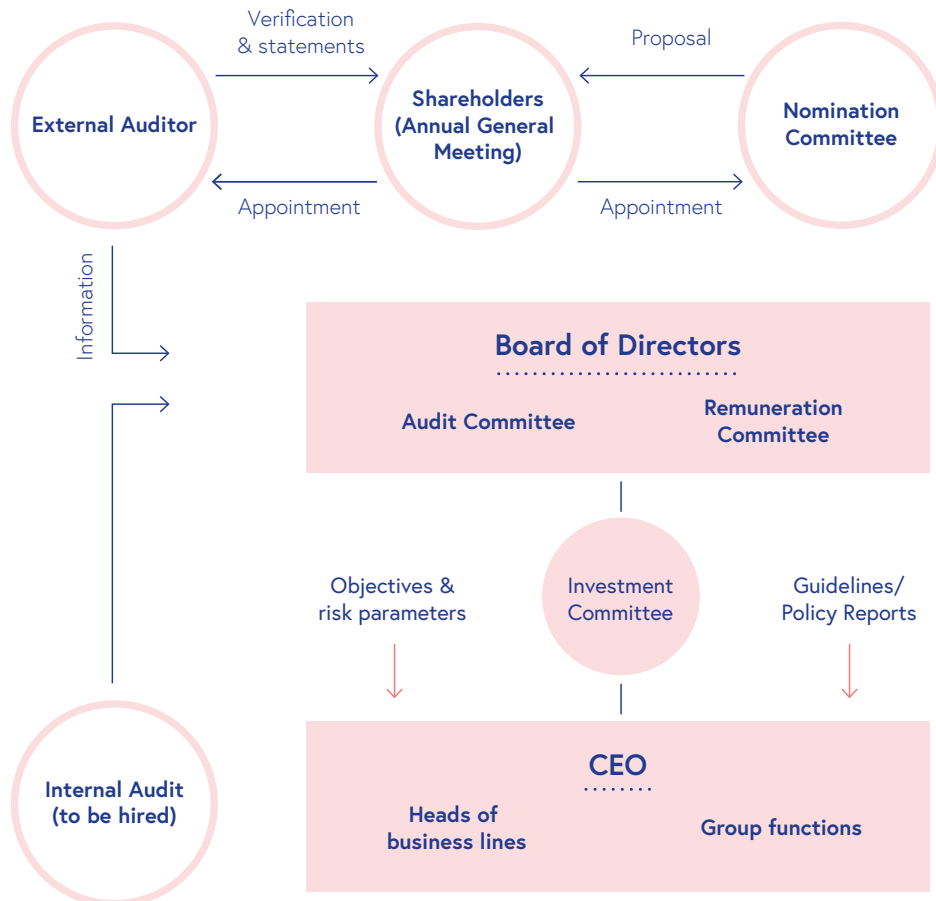 Verification
& statements
Proposal
External Auditor
Shareholders
(Annual General
Meeting)
Nomination
Committee
Appointment
Appointment
Information
Board of Directors
Audit Committee
Remuneration
Committee
Objectives &
risk parameters
Investment
Committee
Guidelines/
Policy Reports
Internal Audit
(to be hired)
CEO
Heads of
business lines
Group functions